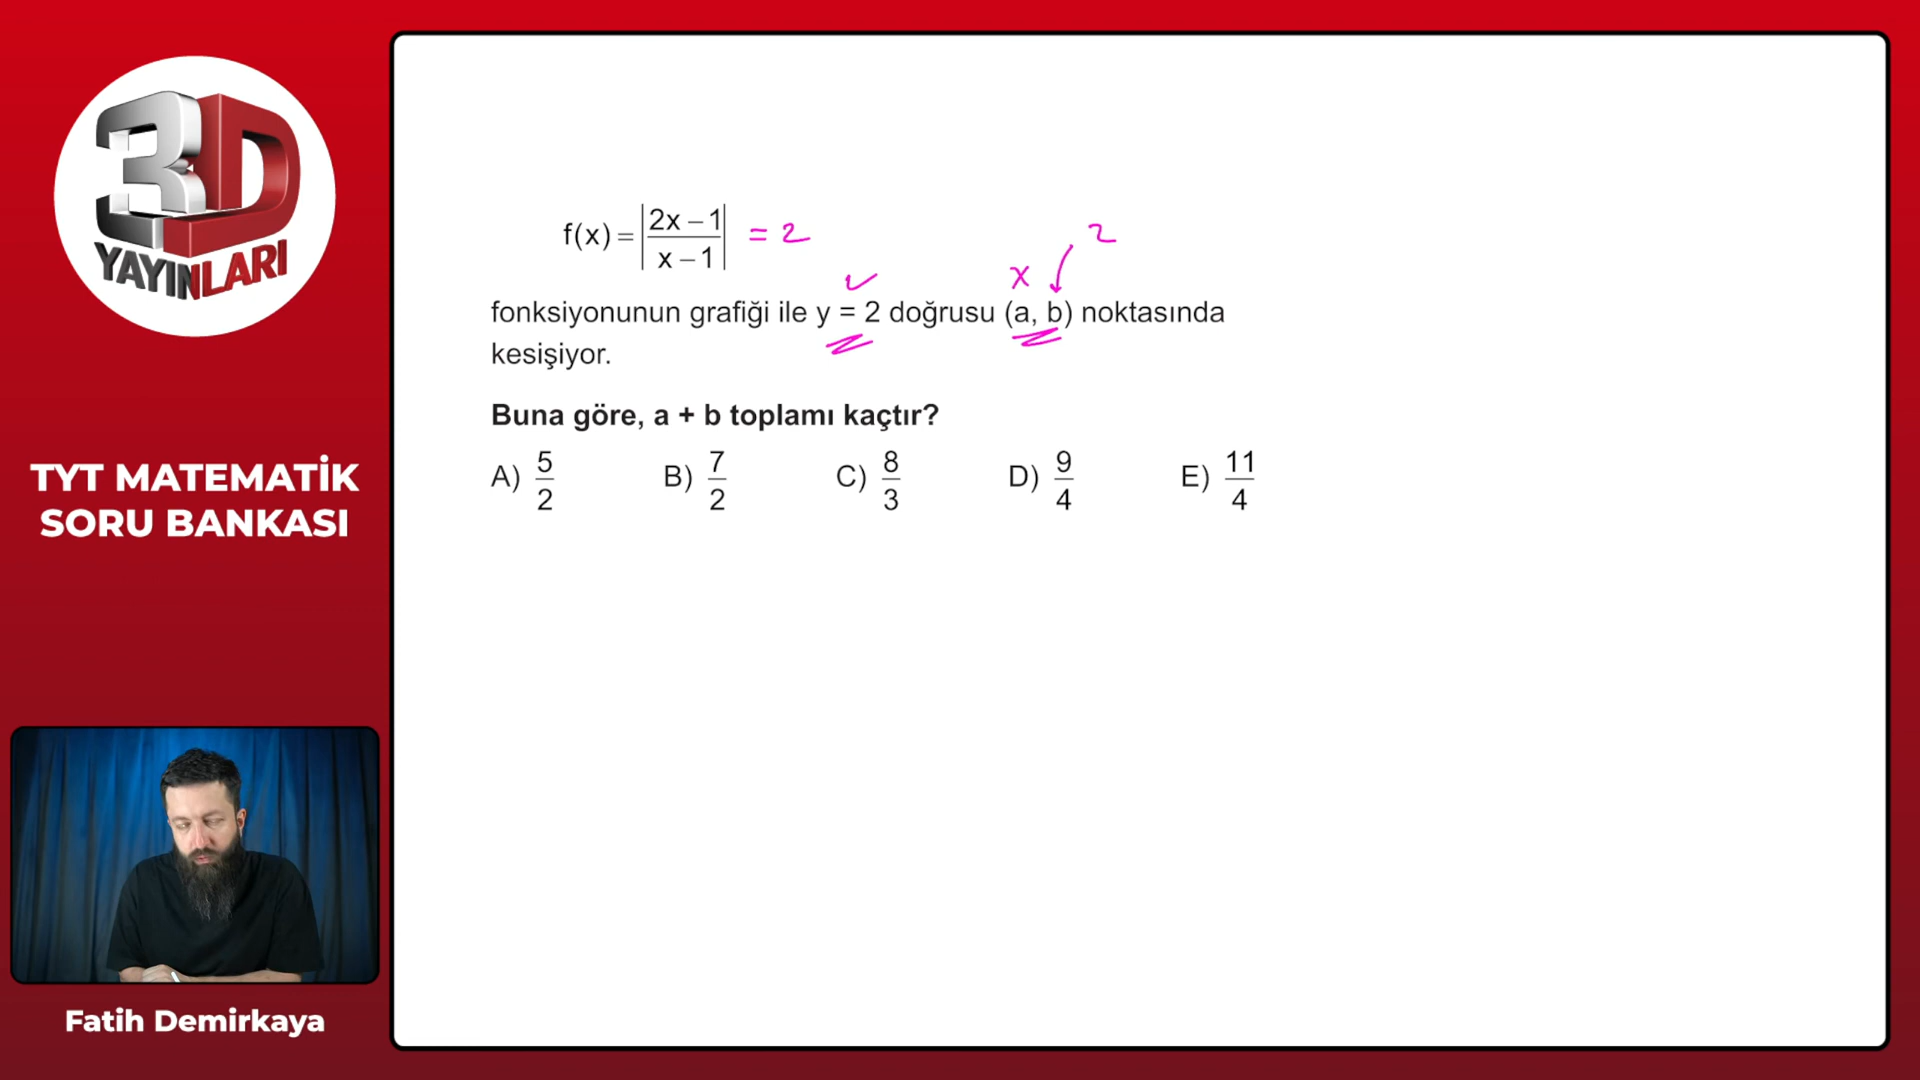 3D
YAYINLARI
TYT MATEMATİK
SORU BANKASI
Fatih Demirkaya
f(x) = |2x – 1 / x – 1| = 2
x 2
fonksiyonunun grafiği ile y = 2 doğrusu (a, b) noktasında
kesişiyor.
Buna göre, a + b toplamı kaçtır?
A) 5/2 B) 7/2 C) 8/3 D) 9/4 E) 11/4